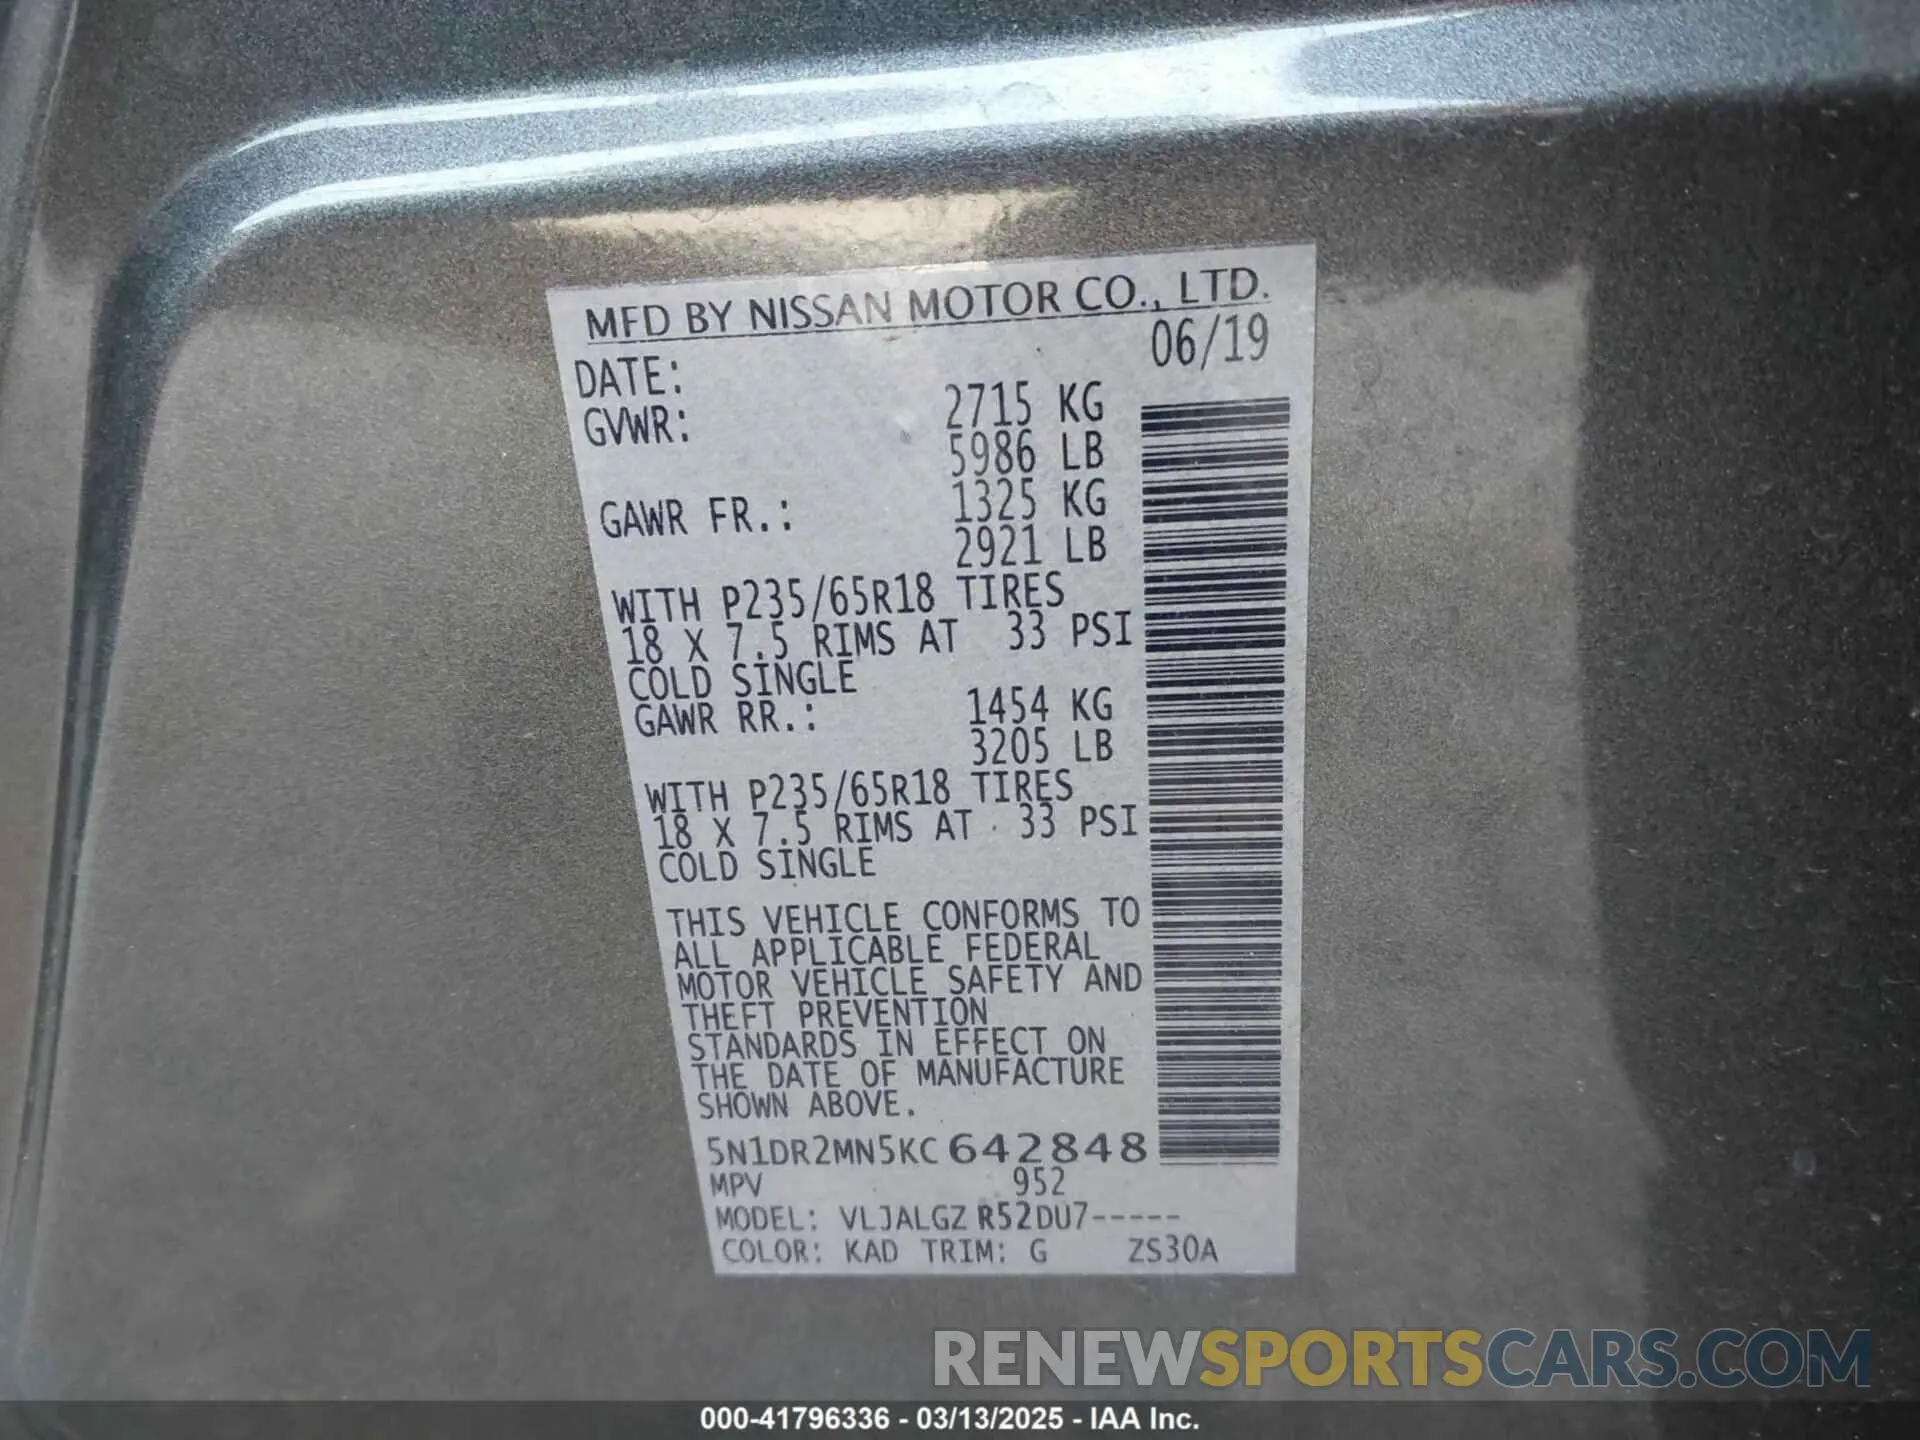 MFD BY NISSAN MOTOR CO., LTD.
DATE: 06/19
GVWR: 2715 KG
5986 LB
GAWR FR.: 1325 KG
2921 LB
WITH P235/65R18 TIRES
18 X 7.5 RIMS AT 33 PSI
COLD SINGLE
GAWR RR.: 1454 KG
3205 LB
WITH P235/65R18 TIRES
18 X 7.5 RIMS AT 33 PSI
COLD SINGLE
THIS VEHICLE CONFORMS TO
ALL APPLICABLE FEDERAL
MOTOR VEHICLE SAFETY AND
THEFT PREVENTION
STANDARDS IN EFFECT ON
THE DATE OF MANUFACTURE
SHOWN ABOVE.
5N1DR2MN5KC642848
MPV 952
MODEL: VLJALGZ R52DU7-----
COLOR: KAD TRIM: G ZS30A
RENEWSPORTSCARS.COM
000-41796336 - 03/13/2025 - IAA Inc.